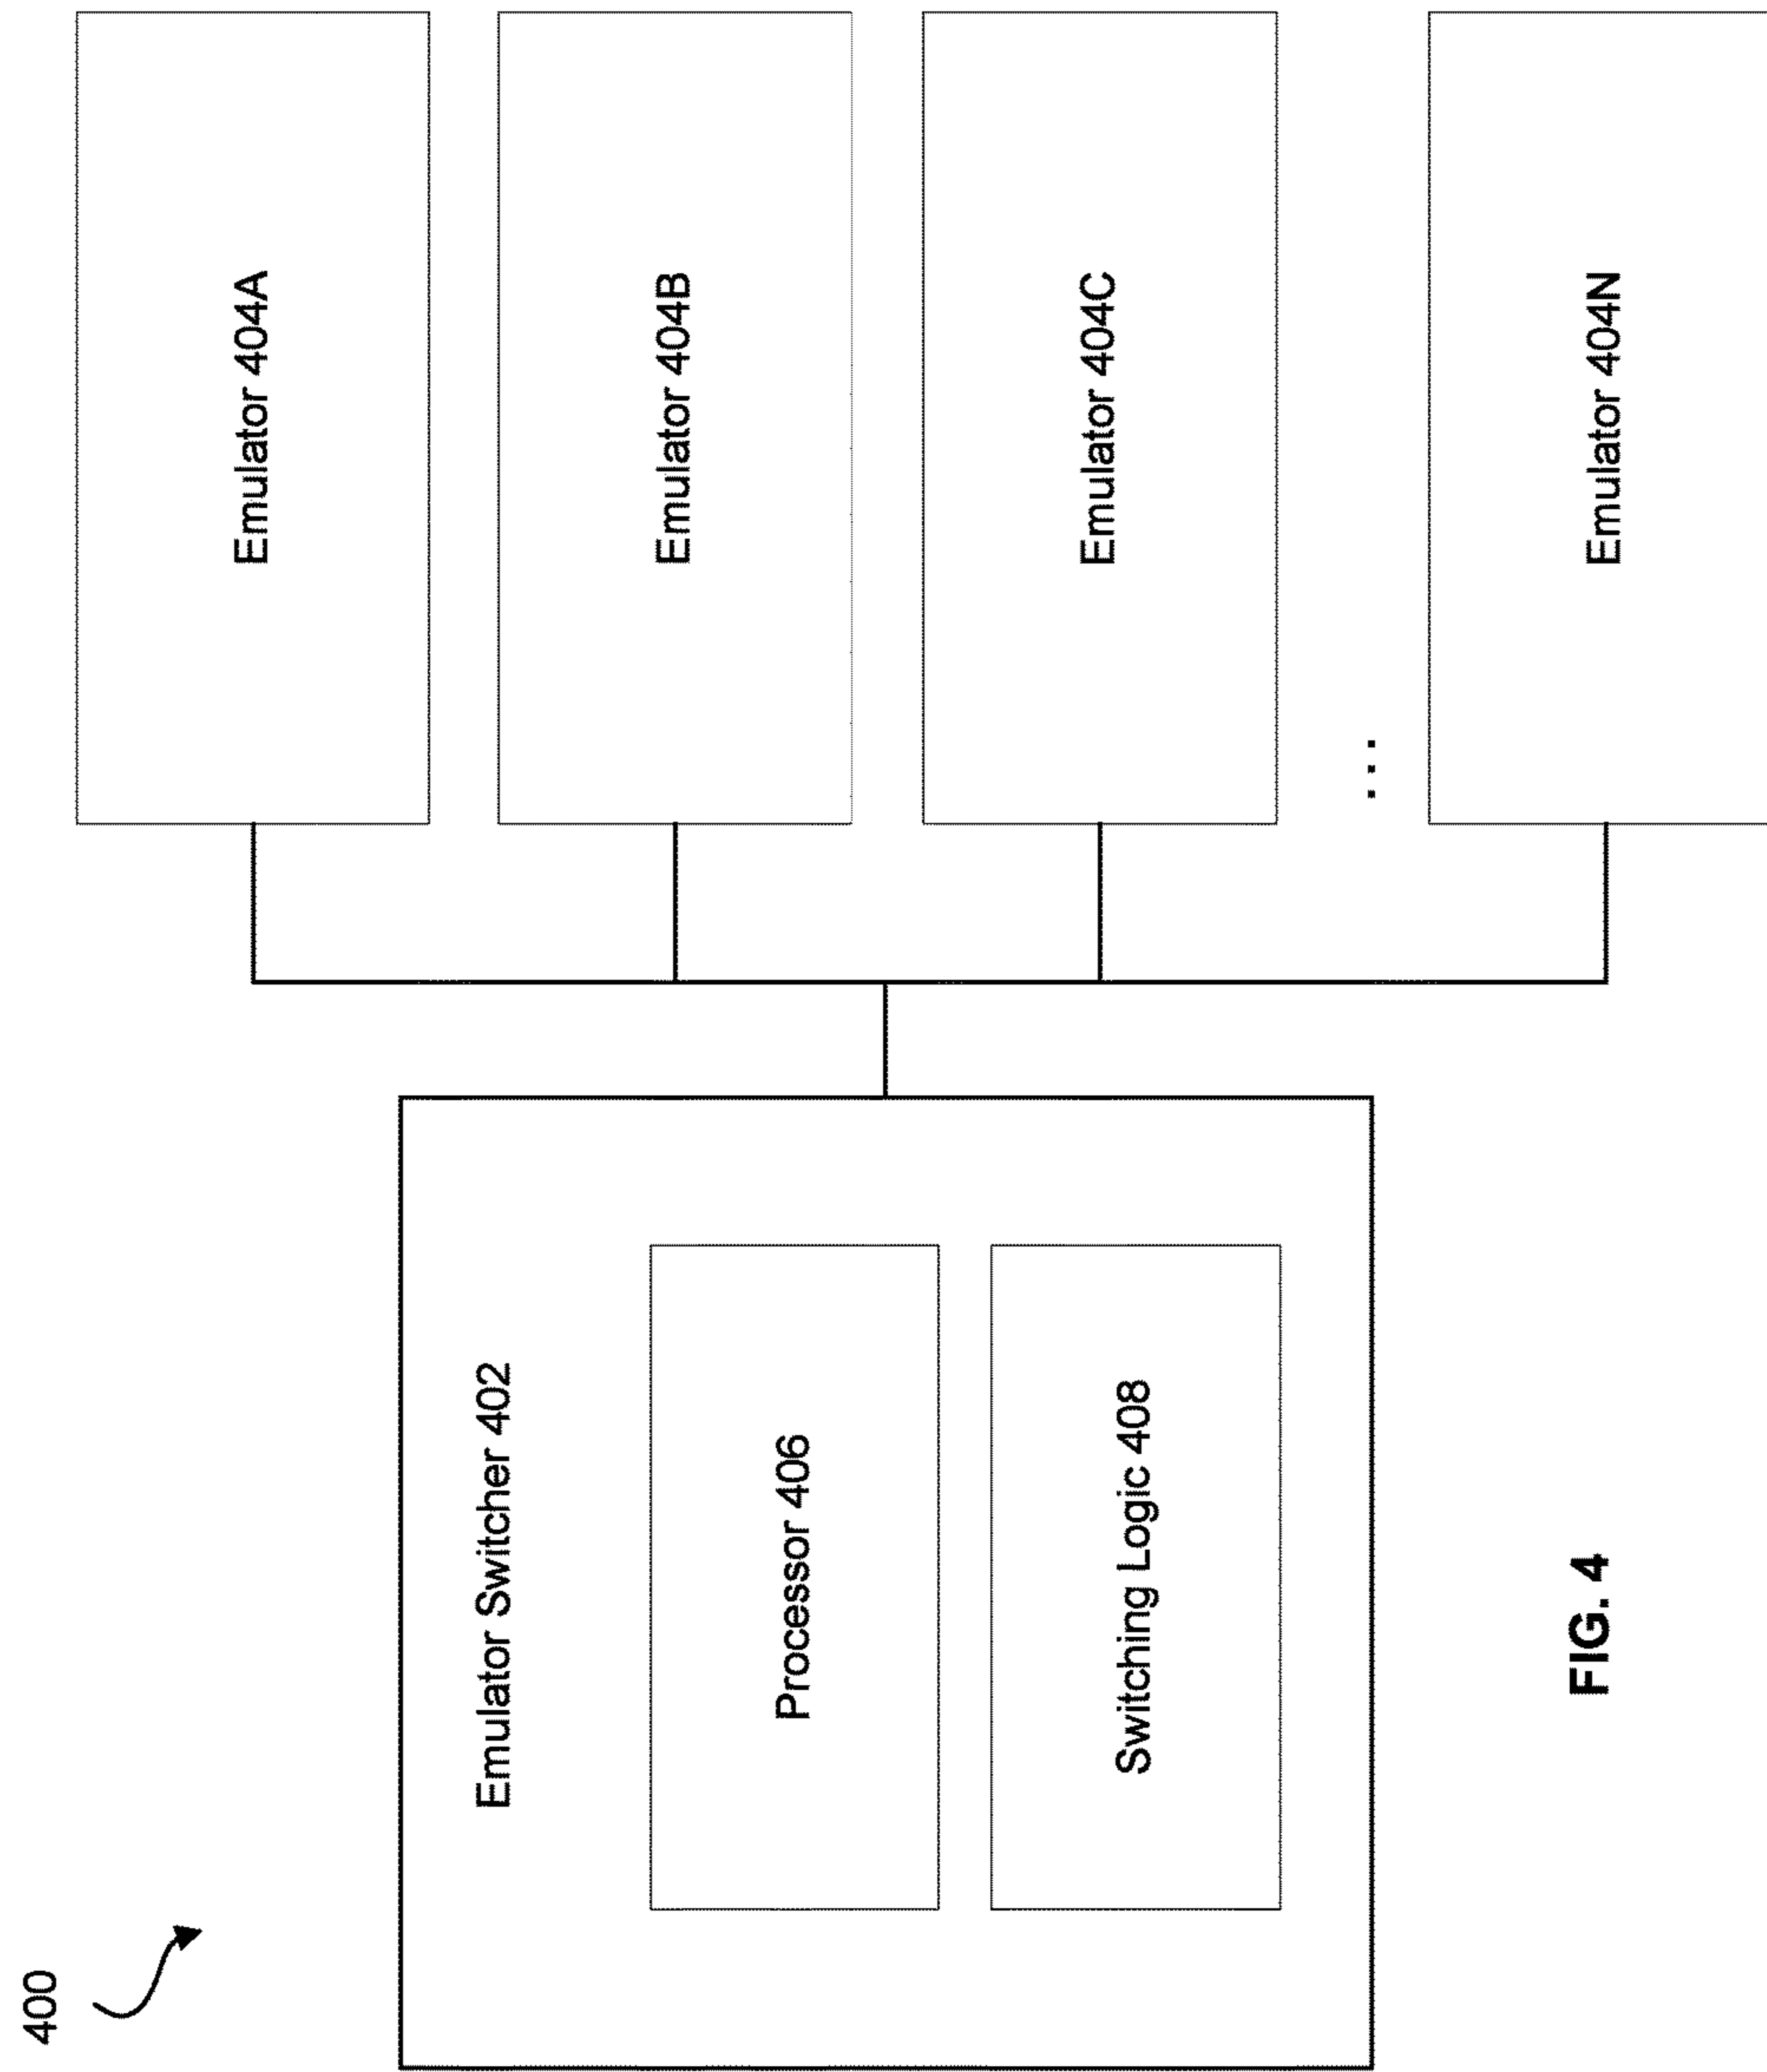 400
Emulator Switcher 402
Processor 406
Switching Logic 408
Emulator 404A
Emulator 404B
Emulator 404C
...
Emulator 404N
FIG. 4